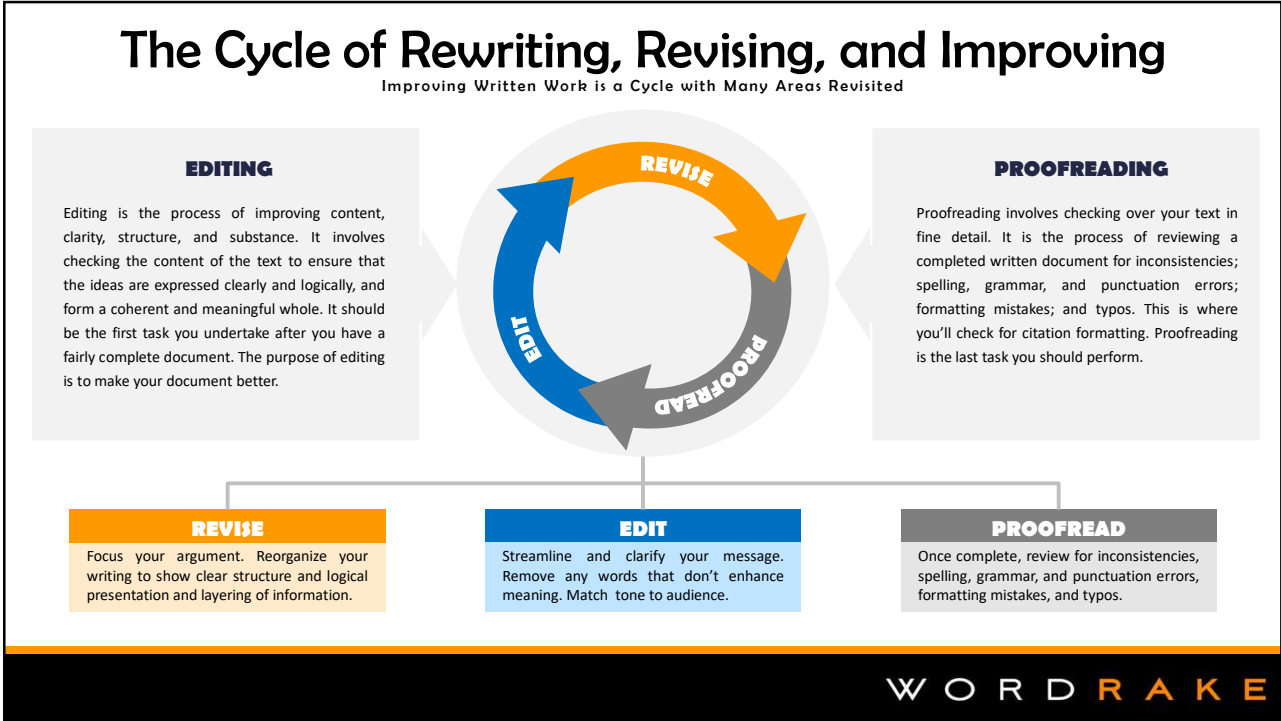 The Cycle of Rewriting, Revising, and Improving
Improving Written Work is a Cycle with Many Areas Revisited
EDITING
Editing is the process of improving content,
clarity, structure, and substance. It involves
checking the content of the text to ensure that
the ideas are expressed clearly and logically, and
form a coherent and meaningful whole. It should
be the first task you undertake after you have a
fairly complete document. The purpose of editing
is to make your document better.
REVISE
EDIT
PROOFREAD
PROOFREADING
Proofreading involves checking over your text in
fine detail. It is the process of reviewing a
completed written document for inconsistencies;
spelling, grammar, and punctuation errors;
formatting mistakes; and typos. This is where
you’ll check for citation formatting. Proofreading
is the last task you should perform.
REVISE
Focus your argument. Reorganize your
writing to show clear structure and logical
presentation and layering of information.
EDIT
Streamline and clarify your message.
Remove any words that don’t enhance
meaning. Match tone to audience.
PROOFREAD
Once complete, review for inconsistencies,
spelling, grammar, and punctuation errors,
formatting mistakes, and typos.
WORDRAKE